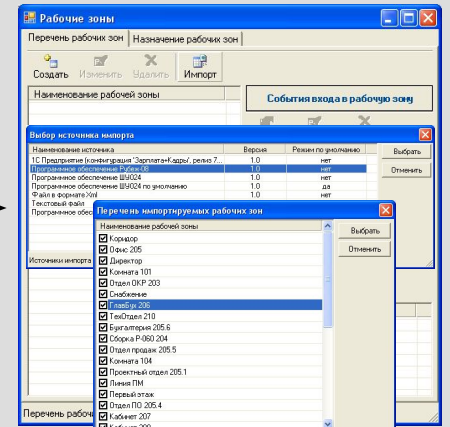 Рабочие зоны
Перечень рабочих зон Назначение рабочих зон
Создать Изменить Удалить Импорт
Наименование рабочей зоны
События входа в рабочую зону
Выбор источника импорта
Наименование источника Версия Режим по умолчанию
1С Предприятие (конфигурация 'Зарплата+Кадры', релиз 7... 1.0 нет
Программное обеспечение Рубеж-08 1.0 нет
Программное обеспечение ШЭ024 1.0 нет
Программное обеспечение ШЭ024 по умолчанию 1.0 да
Файл в формате Xml 1.0 нет
Текстовый файл
Программное обес
Выбрать
Отменить
Источники импорта
Перечень импортируемых рабочих зон
Наименование рабочей зоны
Коридор
Офис 205
Директор
Комната 101
Отдел ОКР 203
Снабжение
ГлавБух 206
ТехОтдел 210
Бухгалтерия 205.6
Сборка Р-060 204
Отдел продаж 205.5
Комната 104
Проектный отдел 205.1
Линия ПМ
Первый этаж
Отдел ПО 205.4
Кабинет 207
Кабинет 208
Выбрать
Отменить
Перечень рабочи